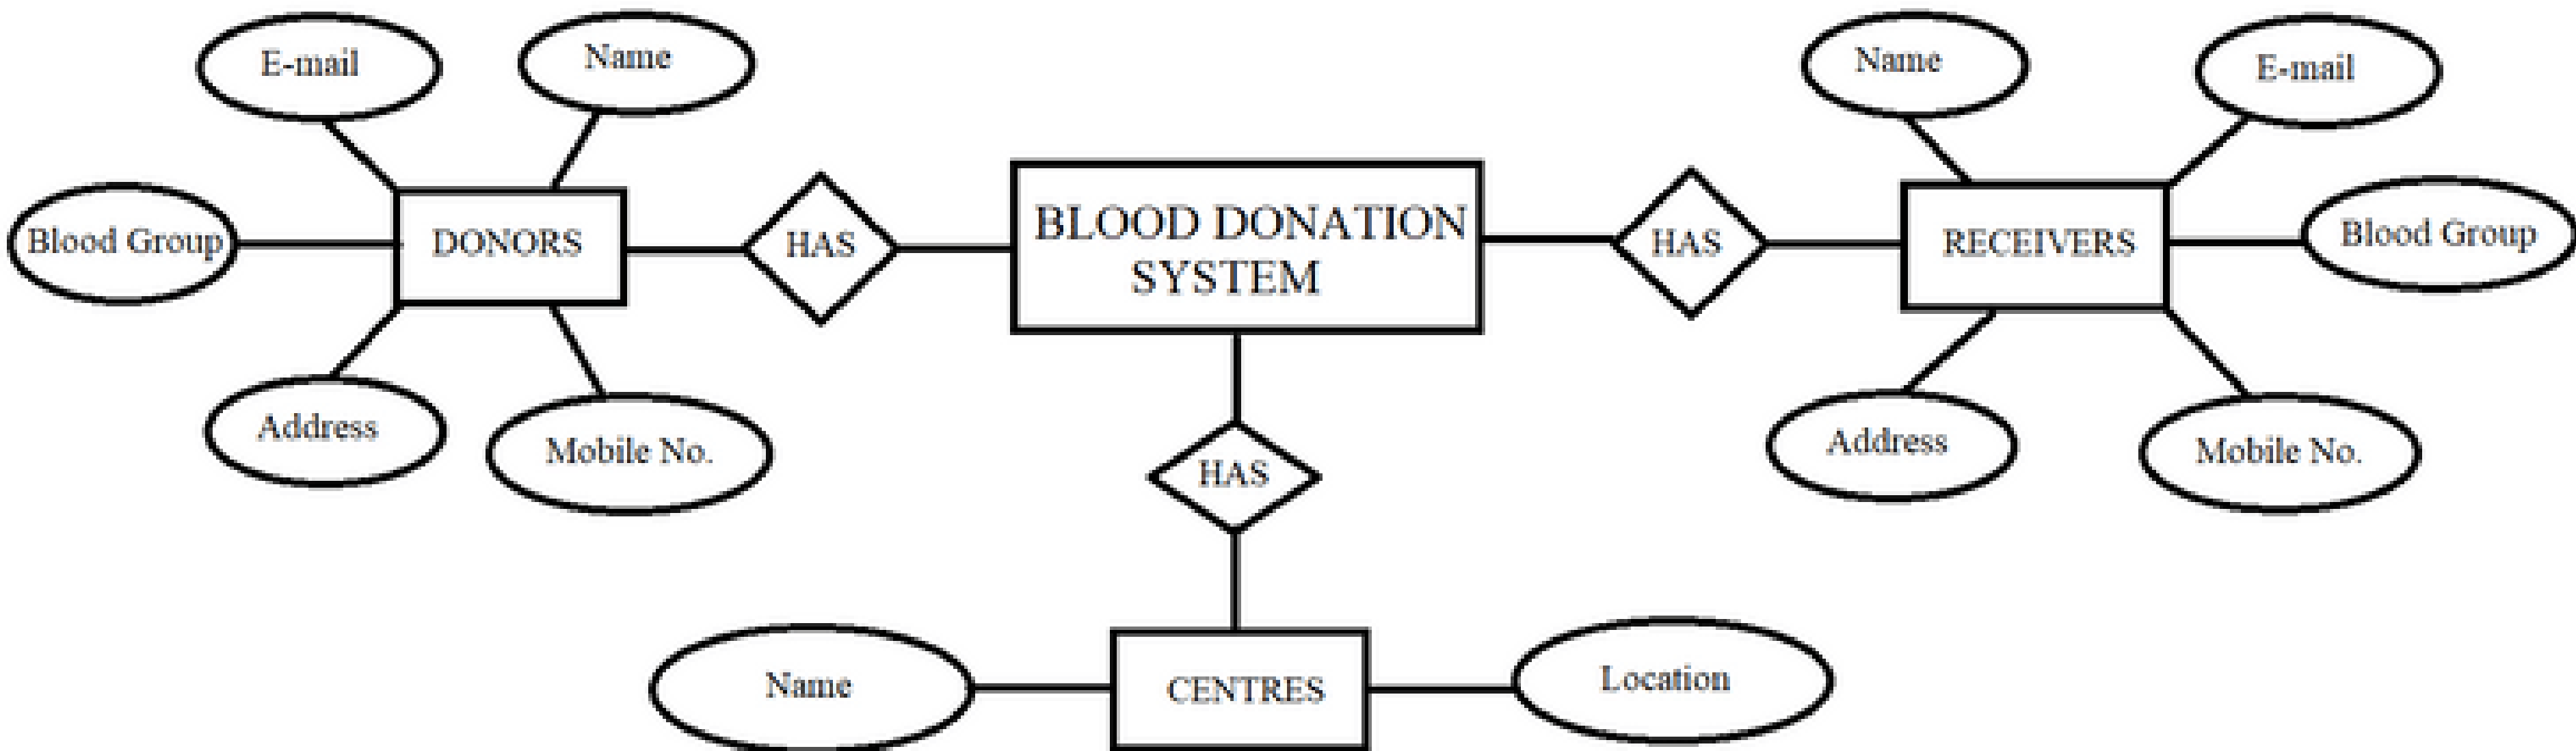 E-mail
Name
Name
E-mail
Blood Group
DONORS
HAS
BLOOD DONATION
SYSTEM
HAS
RECEIVERS
Blood Group
Address
Mobile No.
HAS
Address
Mobile No.
Name
CENTRES
Location